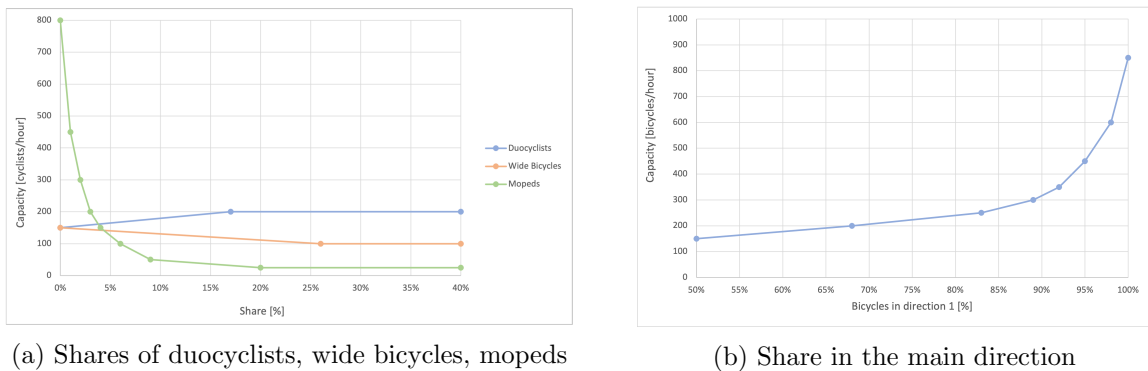 Capacity [cyclists/hour]
800
700
600
500
400
300
200
100
0
0% 5% 10% 15% 20% 25% 30% 35% 40%
Share [%]
Duocyclists
Wide Bicycles
Mopeds
(a) Shares of duocyclists, wide bicycles, mopeds
Capacity [bicycles/hour]
1000
900
800
700
600
500
400
300
200
100
0
50% 55% 60% 65% 70% 75% 80% 85% 90% 95% 100%
Bicycles in direction 1 [%]
(b) Share in the main direction